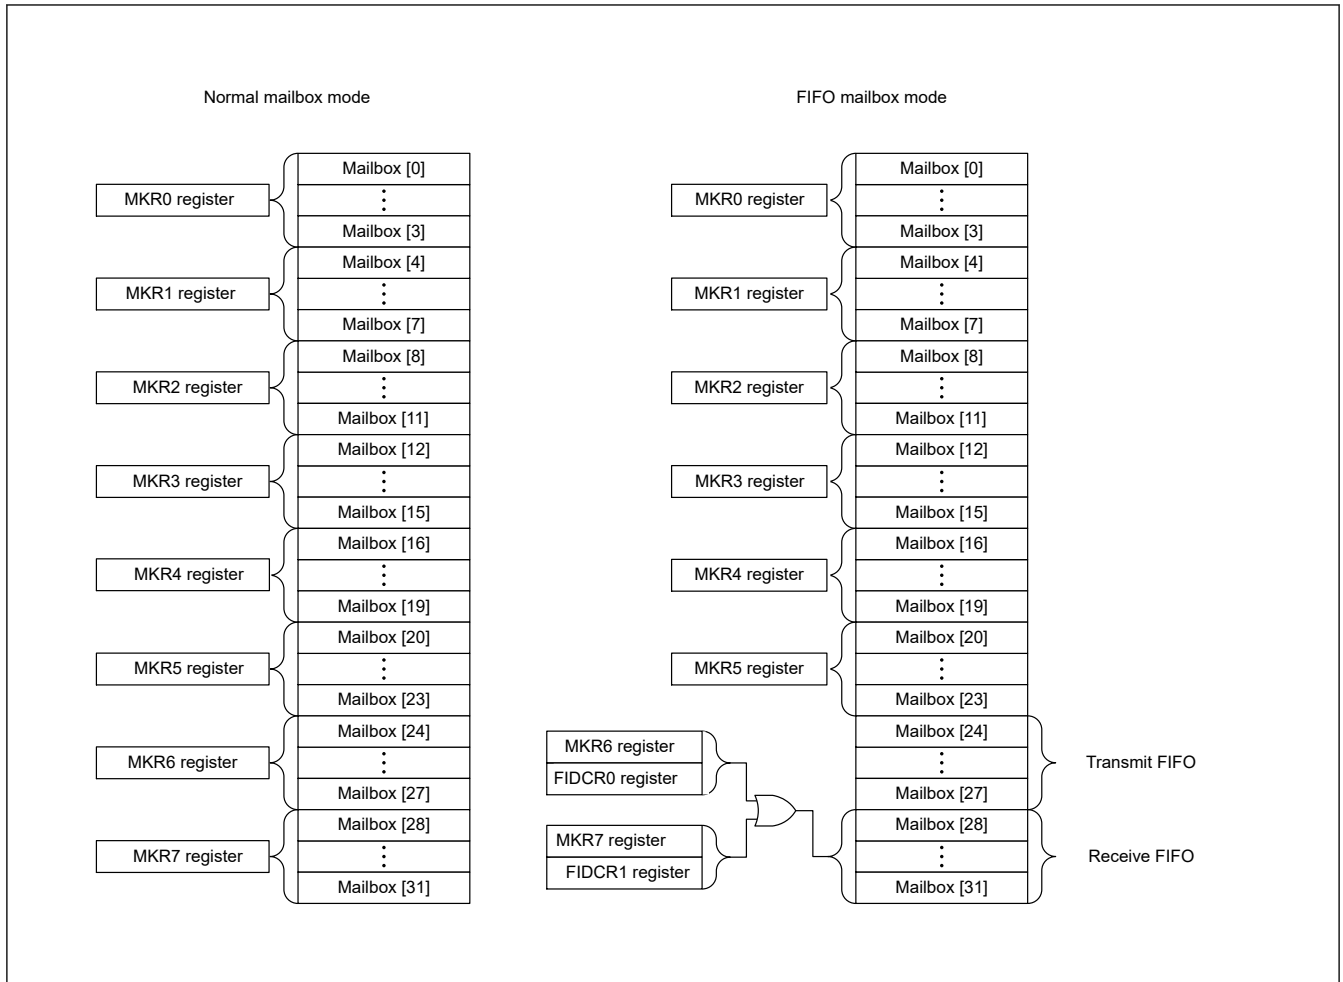 Normal mailbox mode
MKR0 register
Mailbox [0]
Mailbox [3]
MKR1 register
Mailbox [4]
Mailbox [7]
MKR2 register
Mailbox [8]
Mailbox [11]
MKR3 register
Mailbox [12]
Mailbox [15]
MKR4 register
Mailbox [16]
Mailbox [19]
MKR5 register
Mailbox [20]
Mailbox [23]
MKR6 register
Mailbox [24]
Mailbox [27]
MKR7 register
Mailbox [28]
Mailbox [31]
FIFO mailbox mode
MKR0 register
Mailbox [0]
Mailbox [3]
MKR1 register
Mailbox [4]
Mailbox [7]
MKR2 register
Mailbox [8]
Mailbox [11]
MKR3 register
Mailbox [12]
Mailbox [15]
MKR4 register
Mailbox [16]
Mailbox [19]
MKR5 register
Mailbox [20]
Mailbox [23]
MKR6 register
FIDCR0 register
MKR7 register
FIDCR1 register
Mailbox [24]
Mailbox [27]
Transmit FIFO
Mailbox [28]
Mailbox [31]
Receive FIFO